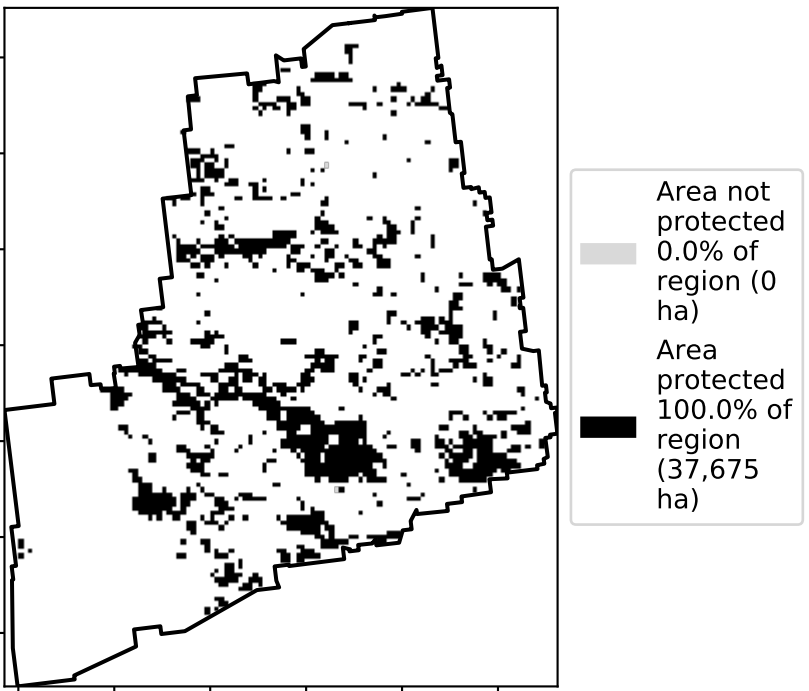 Area not
protected
0.0% of
region (0
ha)
Area
protected
100.0% of
region
(37,675
ha)